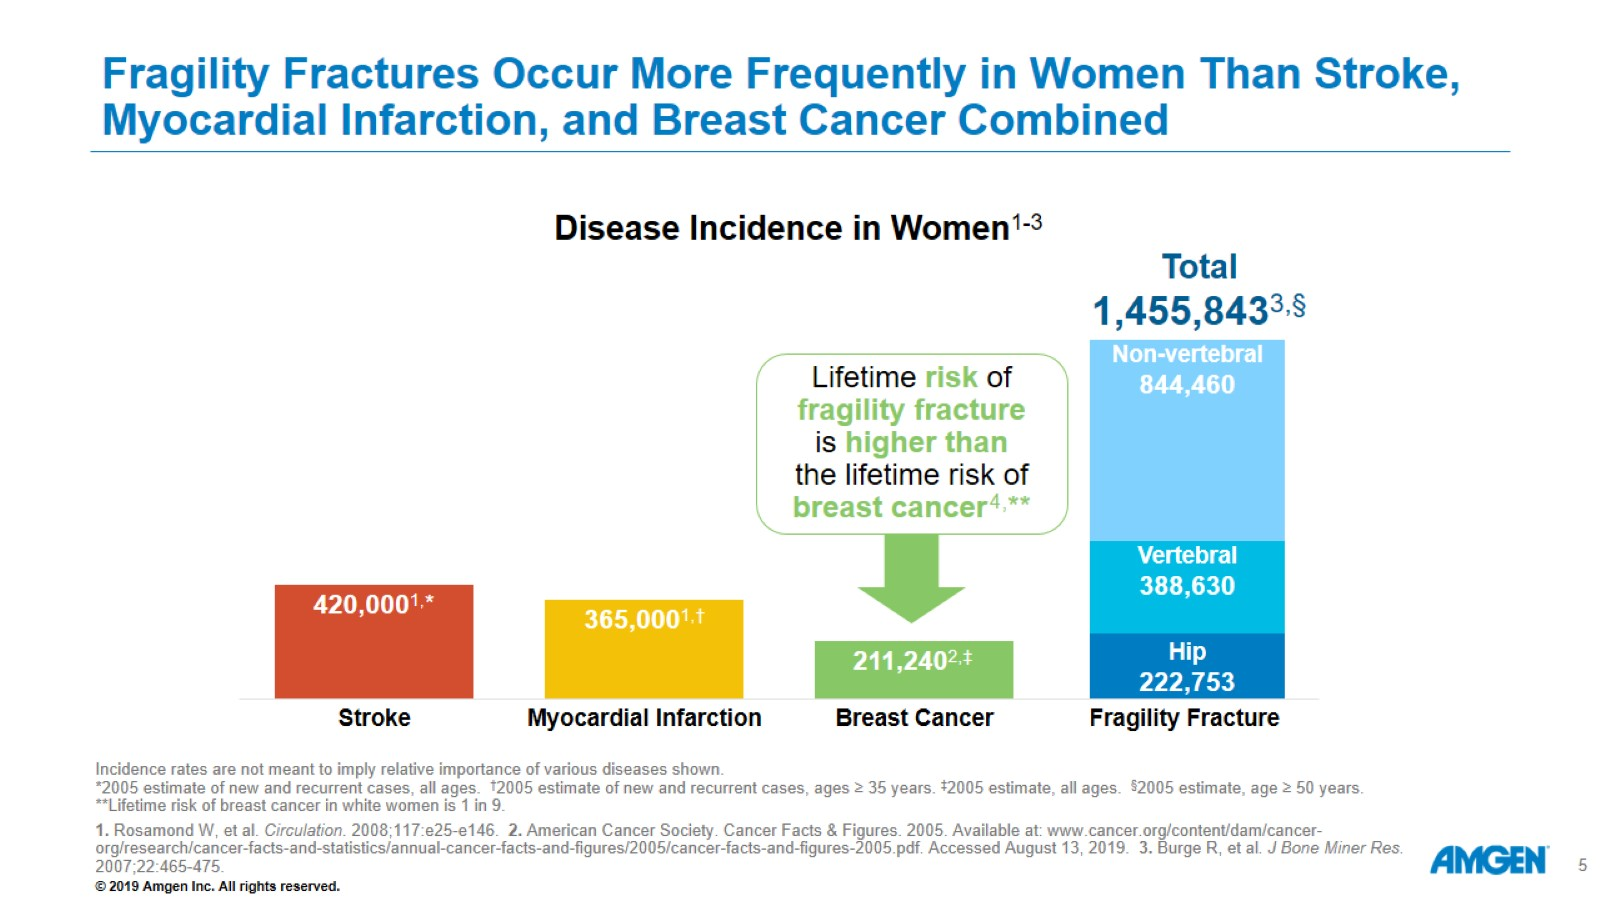 Fragility Fractures Occur More Frequently in Women Than Stroke,
Myocardial Infarction, and Breast Cancer Combined
Disease Incidence in Women1-3
Total
1,455,8433,§
Non-vertebral
844,460
Lifetime risk of
fragility fracture
is higher than
the lifetime risk of
breast cancer4,**
Vertebral
388,630
420,0001,*
365,0001,†
211,2402,‡
Hip
222,753
Stroke
Myocardial Infarction
Breast Cancer
Fragility Fracture
Incidence rates are not meant to imply relative importance of various diseases shown.
*2005 estimate of new and recurrent cases, all ages. †2005 estimate of new and recurrent cases, ages ≥ 35 years. ‡2005 estimate, all ages. §2005 estimate, age ≥ 50 years.
**Lifetime risk of breast cancer in white women is 1 in 9.
1. Rosamond W, et al. Circulation. 2008;117:e25-e146. 2. American Cancer Society. Cancer Facts & Figures. 2005. Available at: www.cancer.org/content/dam/cancer-
org/research/cancer-facts-and-statistics/annual-cancer-facts-and-figures/2005/cancer-facts-and-figures-2005.pdf. Accessed August 13, 2019. 3. Burge R, et al. J Bone Miner Res.
2007;22:465-475.
© 2019 Amgen Inc. All rights reserved.
AMGEN
5